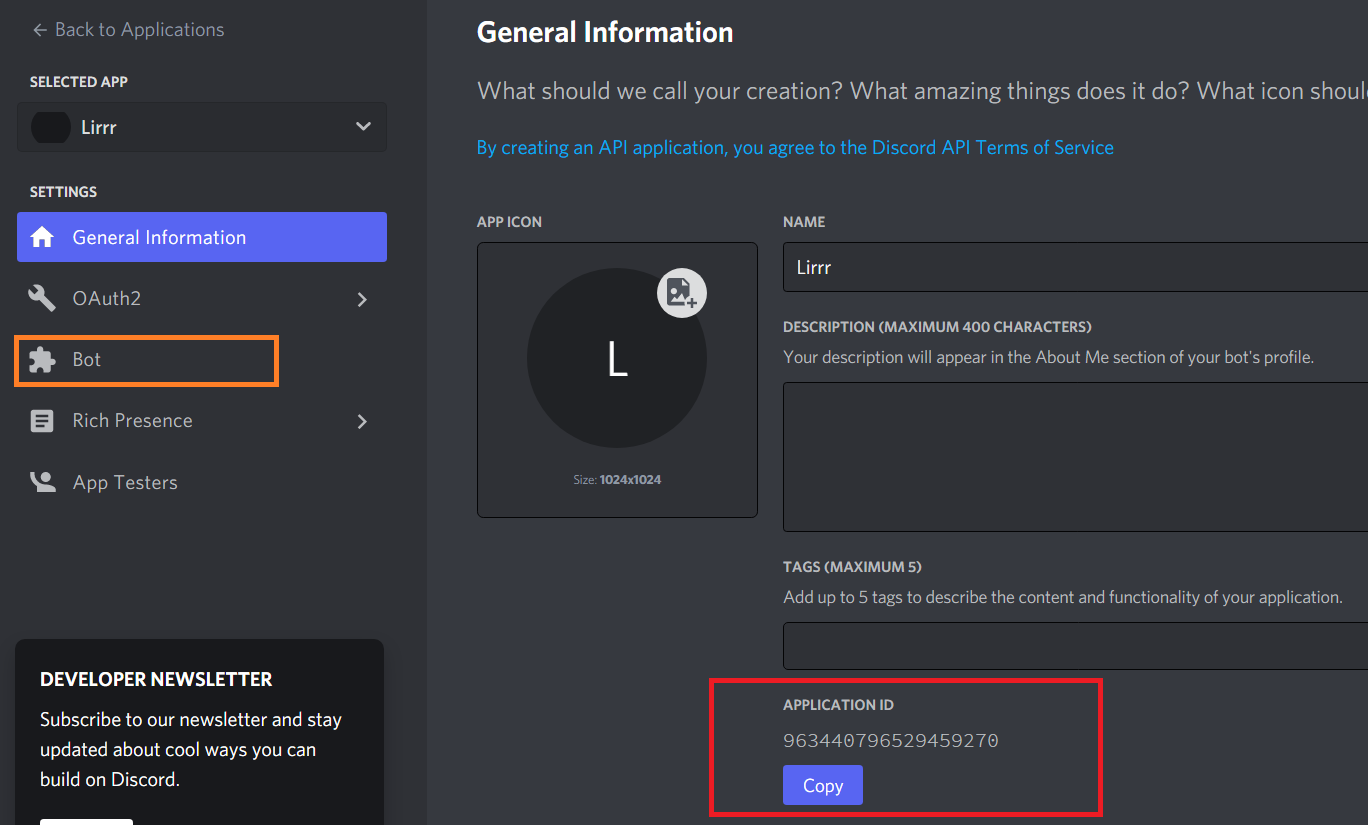 Back to Applications
SELECTED APP
Lirrr
SETTINGS
General Information
OAuth2
Bot
Rich Presence
App Testers
DEVELOPER NEWSLETTER
Subscribe to our newsletter and stay
updated about cool ways you can
build on Discord.
General Information
What should we call your creation? What amazing things does it do? What icon
By creating an API application, you agree to the Discord API Terms of Service
APP ICON
L
Size: 1024x1024
NAME
Lirrr
DESCRIPTION (MAXIMUM 400 CHARACTERS)
Your description will appear in the About Me section of your bot's profile.
TAGS (MAXIMUM 5)
Add up to 5 tags to describe the content and functionality of your application.
APPLICATION ID
963440796529459270
Copy